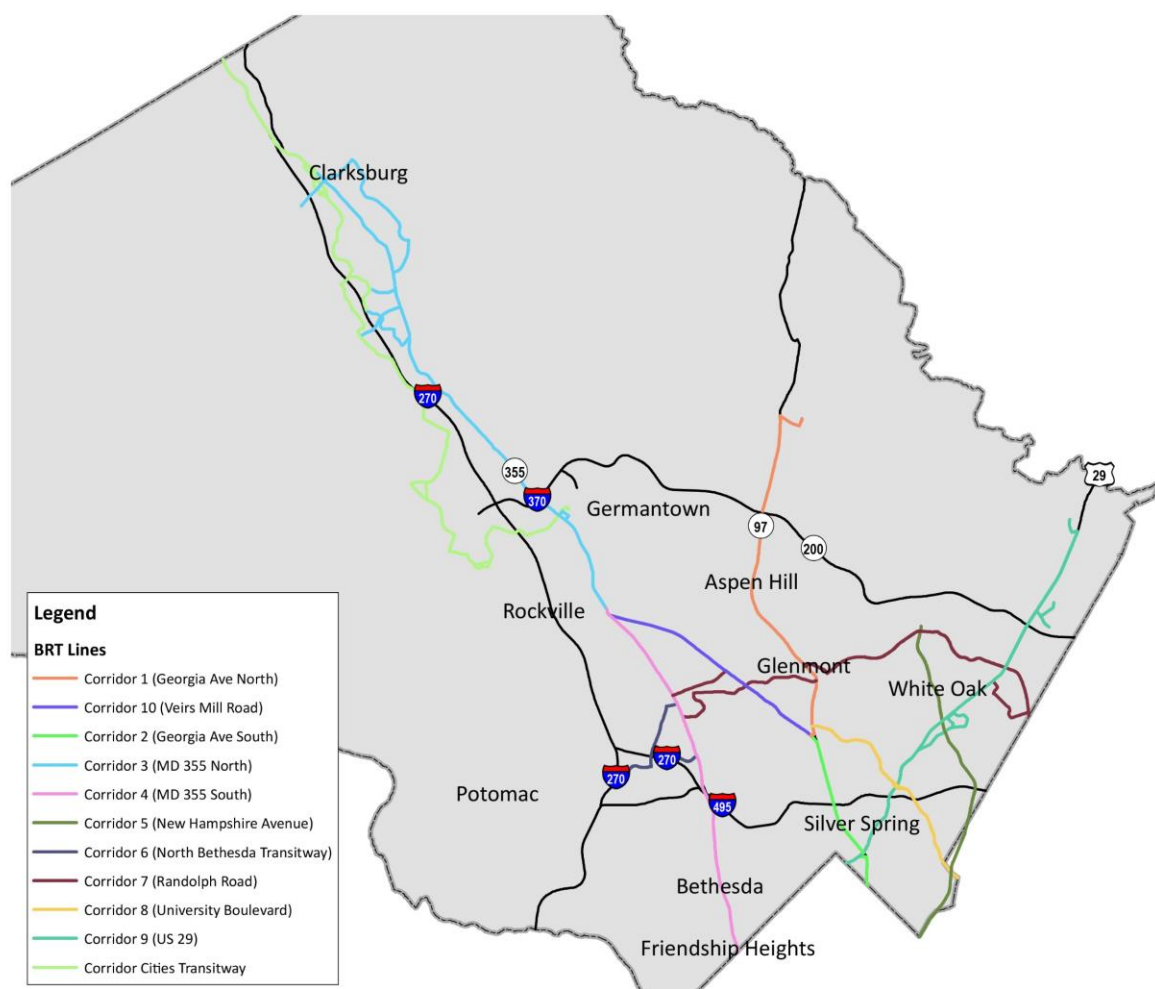 Clarksburg
270
355
370
29
Germantown
97
200
Aspen Hill
Rockville
Glenmont
White Oak
270
270
Potomac
495
Silver Spring
Bethesda
Friendship Heights
Legend
BRT Lines
Corridor 1 (Georgia Ave North)
Corridor 10 (Veirs Mill Road)
Corridor 2 (Georgia Ave South)
Corridor 3 (MD 355 North)
Corridor 4 (MD 355 South)
Corridor 5 (New Hampshire Avenue)
Corridor 6 (North Bethesda Transitway)
Corridor 7 (Randolph Road)
Corridor 8 (University Boulevard)
Corridor 9 (US 29)
Corridor Cities Transitway